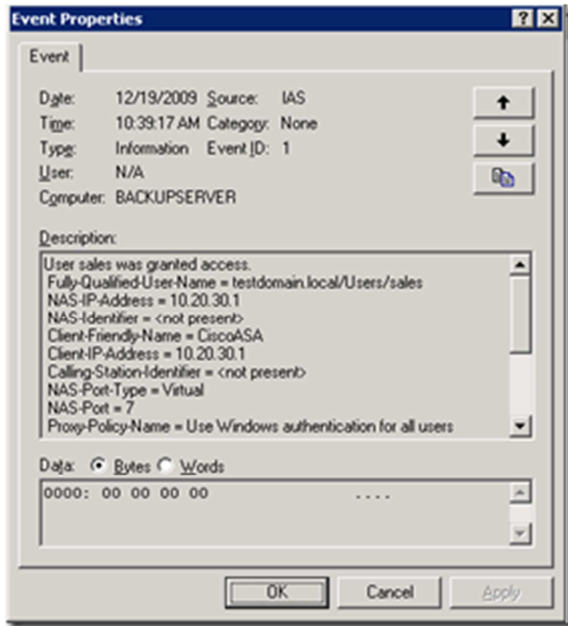 Event Properties
Event
Date: 12/19/2009 Source: IAS
Time: 10:39:17 AM Category: None
Type: Information Event ID: 1
User: N/A
Computer: BACKUPSERVER
Description:
User sales was granted access.
Fully-Qualified-User-Name = testdomain.local/Users/sales
NAS-IP-Address = 10.20.30.1
NAS-Identifier = <not present>
Client-Friendly-Name = CiscoASA
Client-IP-Address = 10.20.30.1
Calling-Station-Identifier = <not present>
NAS-Port-Type = Virtual
NAS-Port = 7
Proxy-Policy-Name = Use Windows authentication for all users
Data: Bytes Words
0000: 00 00 00 00 ....
OK Cancel Apply